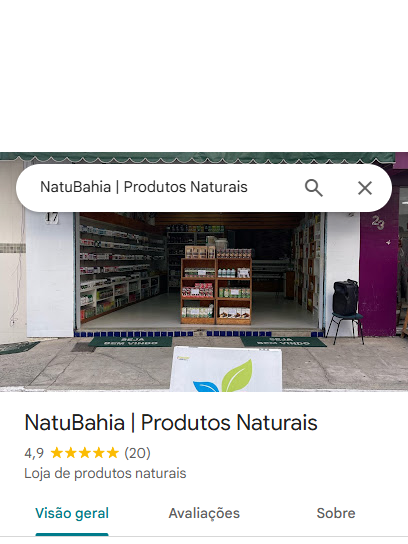 NatuBahia | Produtos Naturais
17
23
SEJA
BEM VINDO
SEJA
BEM VINDO
NatuBahia | Produtos Naturais
4,9 ★★★★★ (20)
Loja de produtos naturais
Visão geral
Avaliações
Sobre